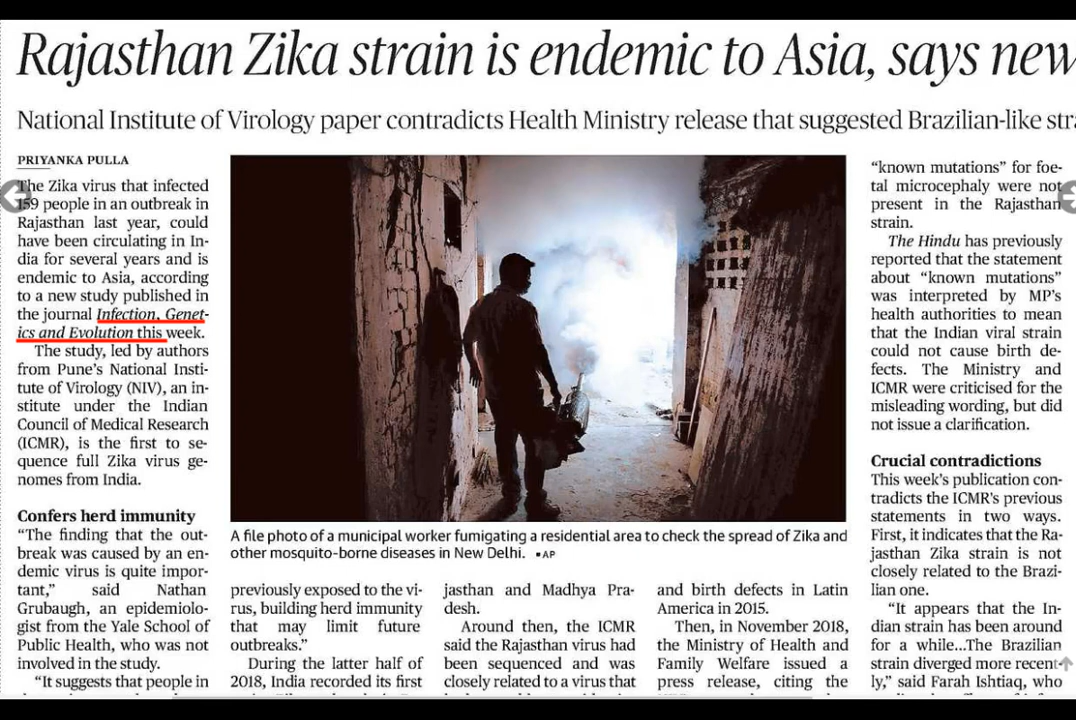 Rajasthan Zika strain is endemic to Asia, says new
National Institute of Virology paper contradicts Health Ministry release that suggested Brazilian-like stra
PRIYANKA PULLA
The Zika virus that infected
159 people in an outbreak in
Rajasthan last year, could
have been circulating in In-
dia for several years and is
endemic to Asia, according
to a new study published in
the journal Infection, Genet-
ics and Evolution this week.
The study, led by authors
from Pune's National Insti-
tute of Virology (NIV), an in-
stitute under the Indian
Council of Medical Research
(ICMR), is the first to se-
quence full Zika virus ge-
nomes from India.
Confers herd immunity
“The finding that the out-
break was caused by an en-
demic virus is quite impor-
tant,” said Nathan
Grubaugh, an epidemiolo-
gist from the Yale School of
Public Health, who was not
involved in the study.
“It suggests that people in
A file photo of a municipal worker fumigating a residential area to check the spread of Zika and
other mosquito-borne diseases in New Delhi. ▪AP
previously exposed to the vi-
rus, building herd immunity
that may limit future
outbreaks.”
During the latter half of
2018, India recorded its first
jasthan and Madhya Pra-
desh.
Around then, the ICMR
said the Rajasthan virus had
been sequenced and was
closely related to a virus that
and birth defects in Latin
America in 2015.
Then, in November 2018,
the Ministry of Health and
Family Welfare issued a
press release, citing the
“known mutations” for foe-
tal microcephaly were not
present in the Rajasthan
strain.
The Hindu has previously
reported that the statement
about “known mutations”
was interpreted by MP's
health authorities to mean
that the Indian viral strain
could not cause birth de-
fects. The Ministry and
ICMR were criticised for the
misleading wording, but did
not issue a clarification.
Crucial contradictions
This week's publication con-
tradicts the ICMR's previous
statements in two ways.
First, it indicates that the Ra-
jasthan Zika strain is not
closely related to the Brazi-
lian one.
“It appears that the In-
dian strain has been around
for a while...The Brazilian
strain diverged more recent-
ly,” said Farah Ishtiaq, who